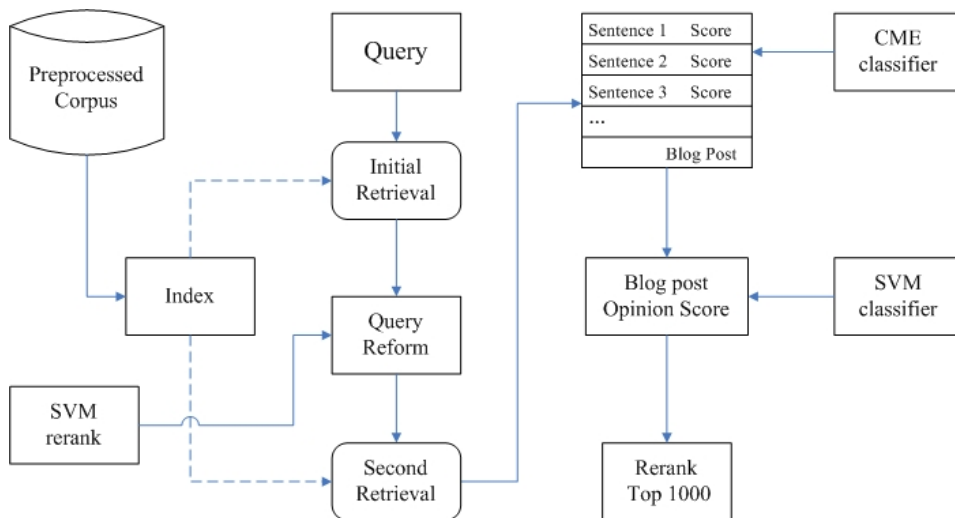 Preprocessed
Corpus
Query
Initial
Retrieval
Index
Query
Reform
SVM
rerank
Second
Retrieval
Sentence 1 Score
Sentence 2 Score
Sentence 3 Score
...
Blog Post
CME
classifier
Blog post
Opinion Score
SVM
classifier
Rerank
Top 1000